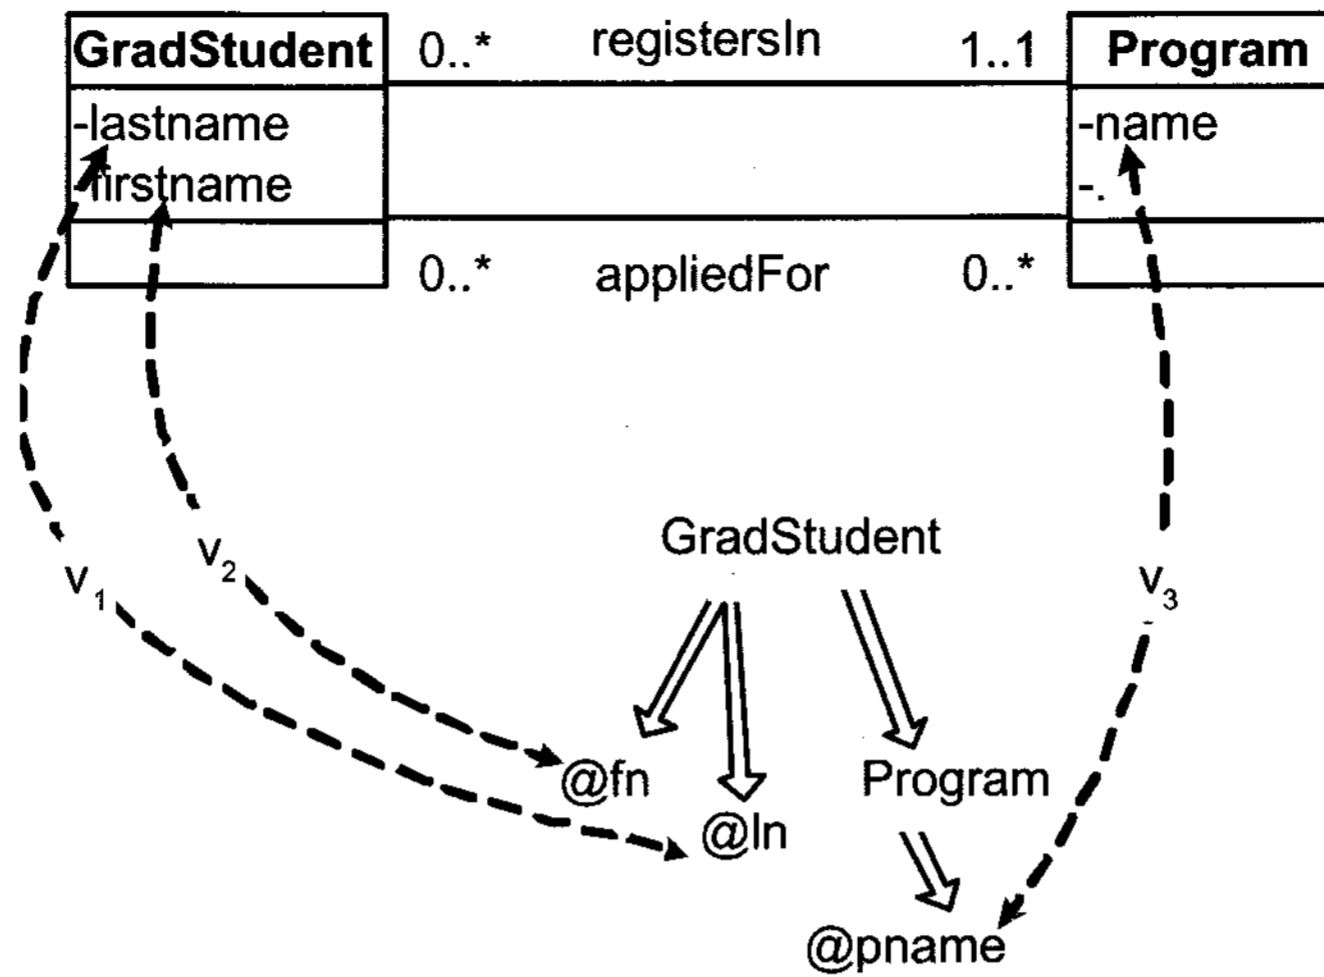 GradStudent 0..* registersIn 1..1 Program
-lastname -name
-firstname -.
0..* appliedFor 0..*
GradStudent
v2 v3
v1
@fn Program
@ln
@pname